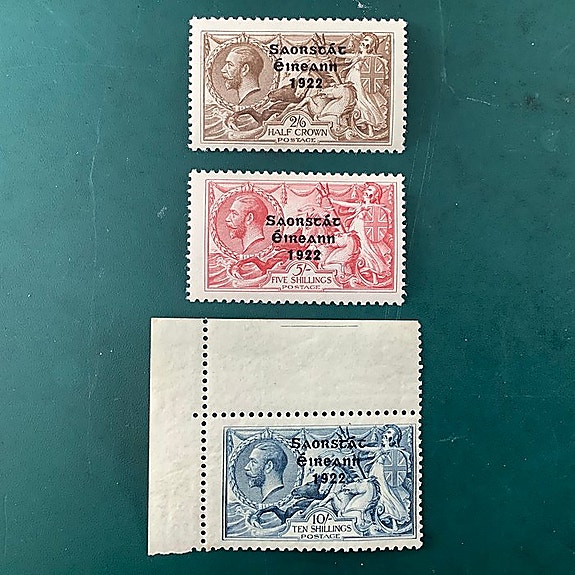 Saorstát
Éireann
1922
2/6
HALF CROWN
POSTAGE
Saorstát
Éireann
1922
5/-
FIVE SHILLINGS
POSTAGE
Saorstát
Éireann
1922
10/-
TEN SHILLINGS
POSTAGE